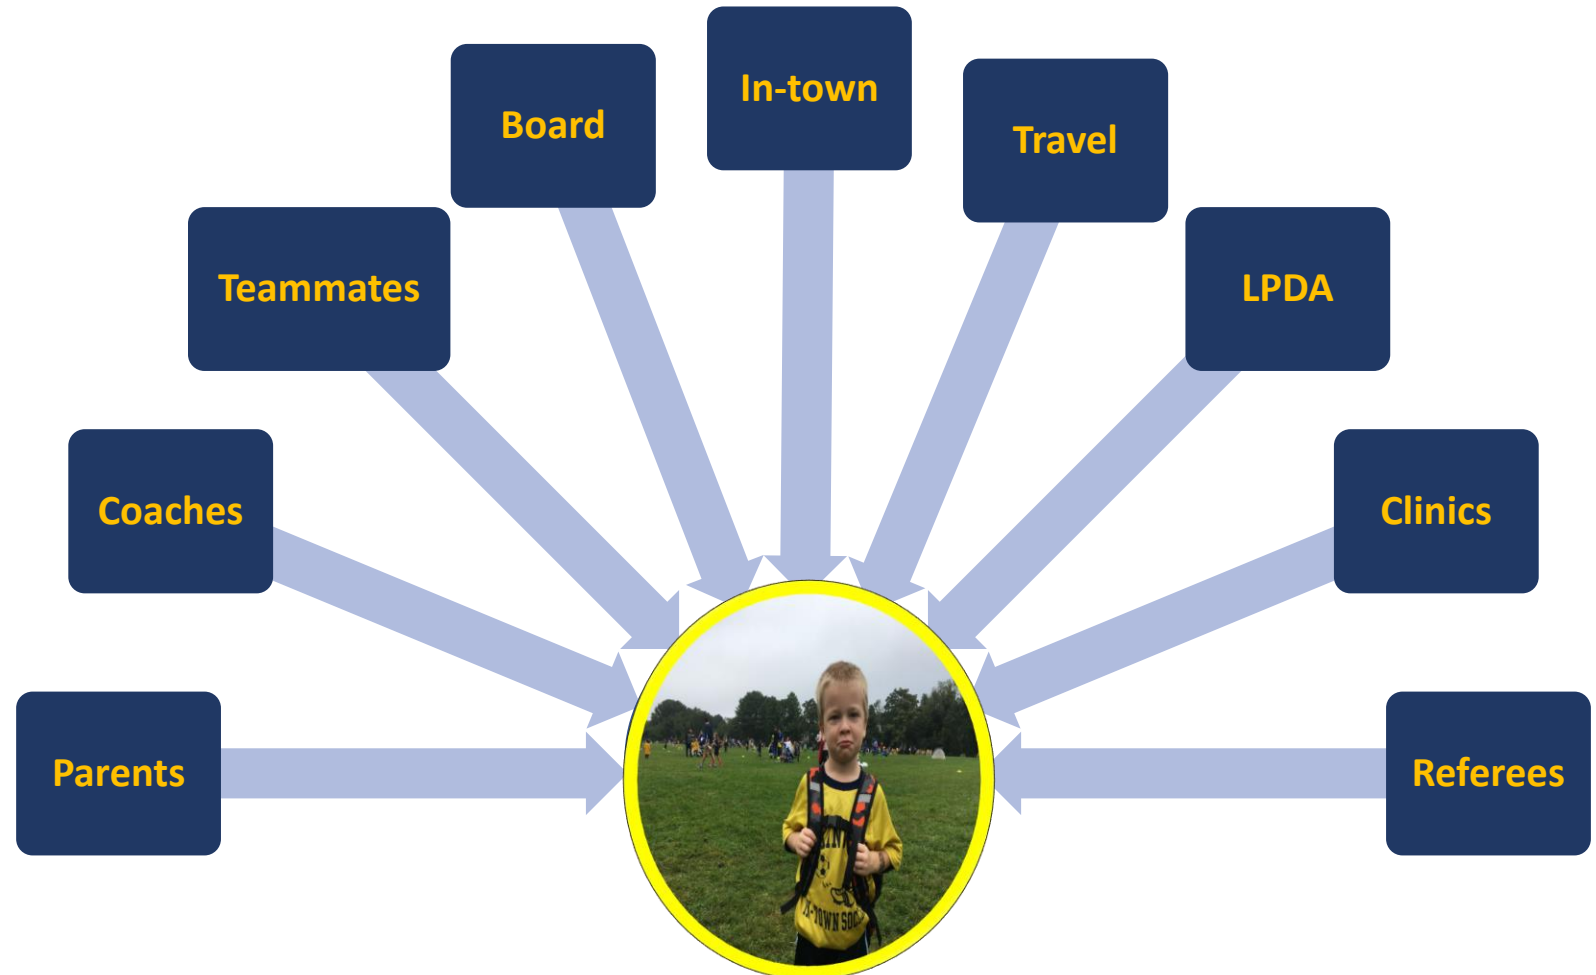 In-town
Board
Travel
Teammates
LPDA
Coaches
Clinics
Parents
Referees